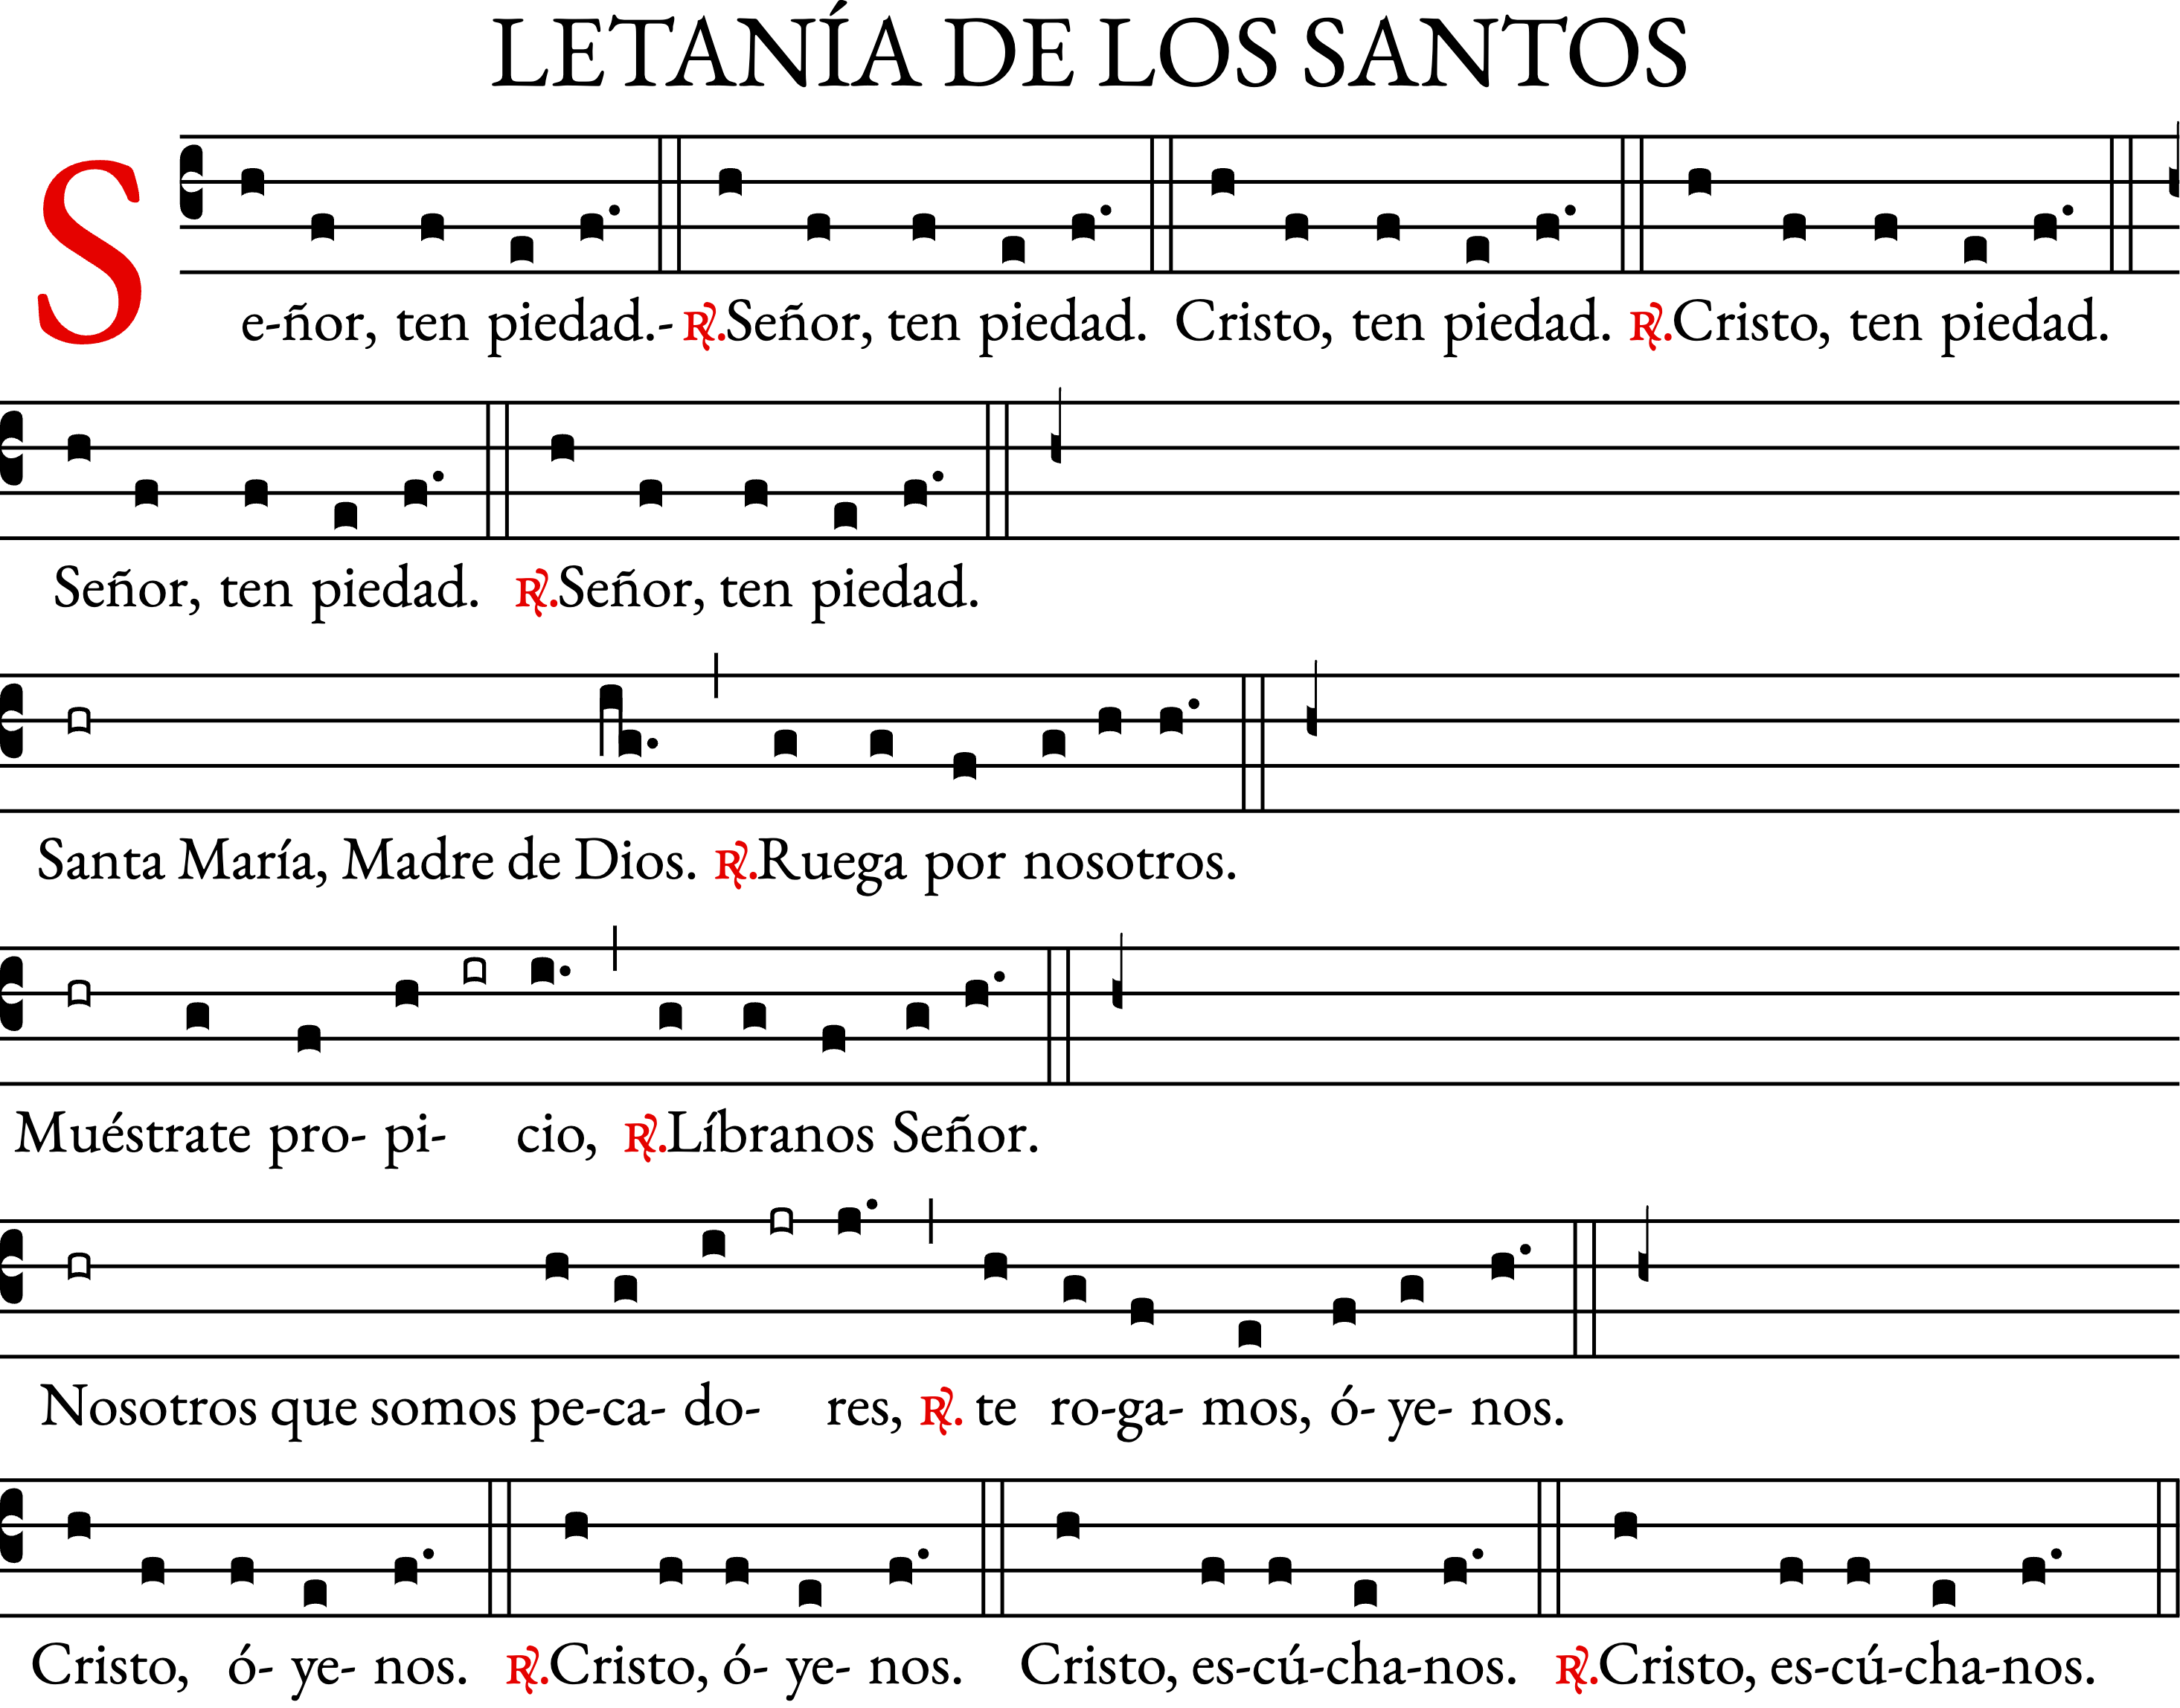 LETANÍA DE LOS SANTOS
Se-ñor, ten piedad.- ℟.Señor, ten piedad. Cristo, ten piedad. ℟.Cristo, ten piedad.
Señor, ten piedad. ℟.Señor, ten piedad.
Santa María, Madre de Dios. ℟.Ruega por nosotros.
Muéstrate pro- pi- cio, ℟.Líbranos Señor.
Nosotros que somos pe-ca- do- res, ℟. te ro-ga- mos, ó-ye- nos.
Cristo, ó- ye- nos. ℟.Cristo, ó- ye- nos. Cristo, es-cú-cha-nos. ℟.Cristo, es-cú-cha-nos.